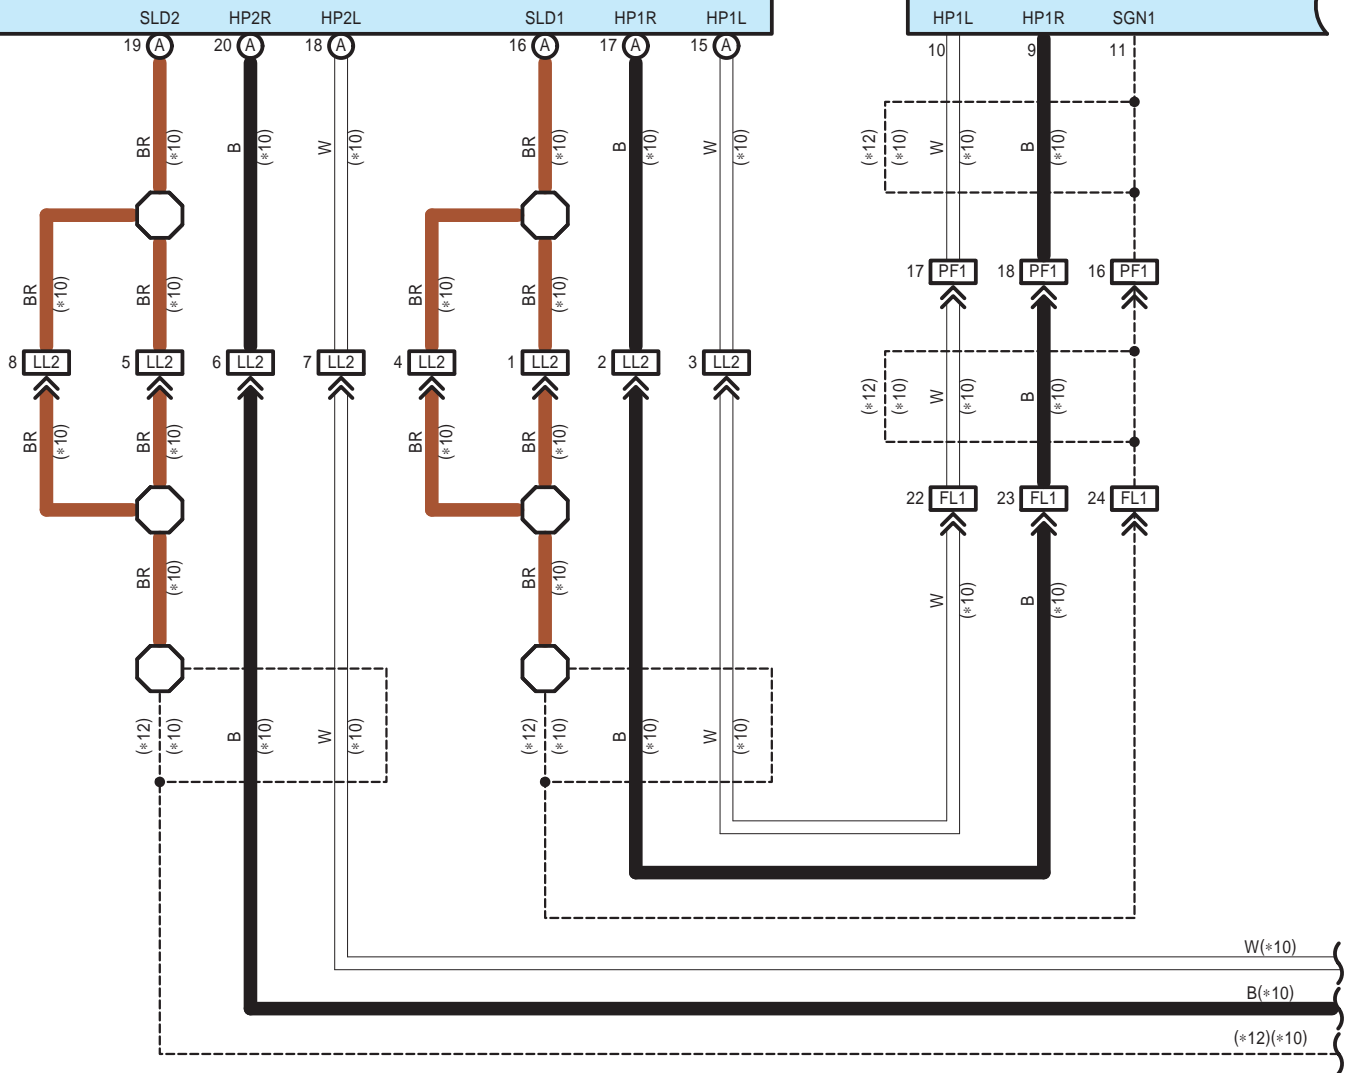 SLD2 HP2R HP2L SLD1 HP1R HP1L HP1L HP1R SGN1
19 A 20 A 18 A 16 A 17 A 15 A 10 9 11
BR (*10) B (*10) W (*10) BR (*10) B (*10) W (*10) (*12) (*10) W (*10) B (*10)
17 PF1 18 PF1 16 PF1
BR (*10) BR (*10) BR (*10) BR (*10)
8 LL2 5 LL2 6 LL2 7 LL2 4 LL2 1 LL2 2 LL2 3 LL2
(*12) (*10) W (*10) B (*10)
BR (*10) BR (*10) BR (*10) BR (*10)
22 FL1 23 FL1 24 FL1
BR (*10) BR (*10) W (*10) B (*10)
(*12) (*10) B (*10) W (*10) (*12) (*10) B (*10) W (*10)
W(*10)
B(*10)
(*12)(*10)